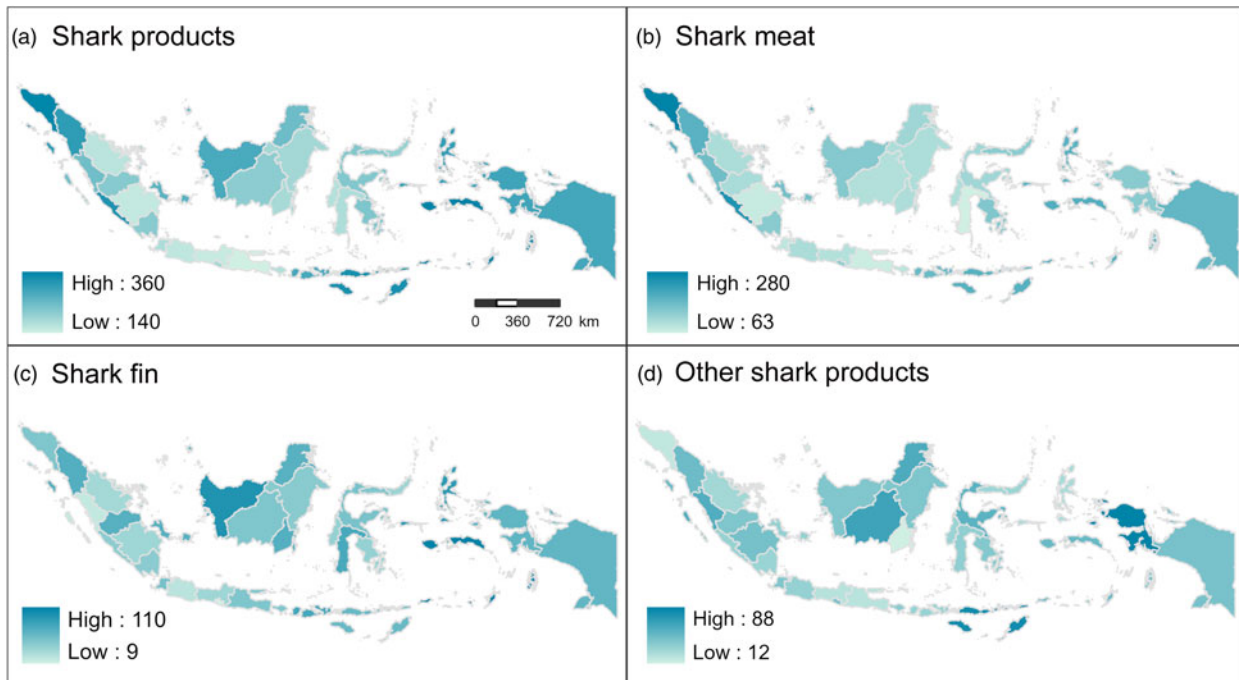 (a) Shark products
High : 360
Low : 140
0 360 720 km
(b) Shark meat
High : 280
Low : 63
(c) Shark fin
High : 110
Low : 9
(d) Other shark products
High : 88
Low : 12